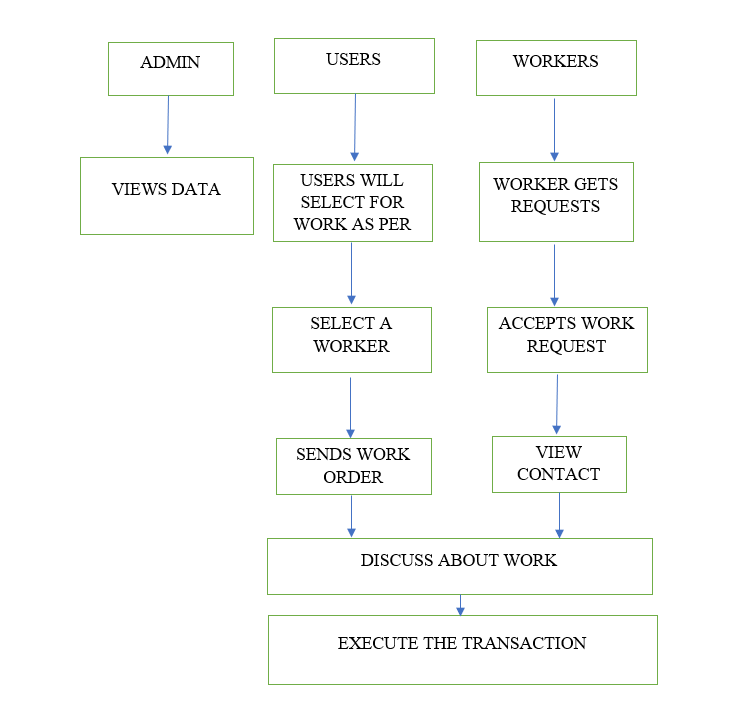 ADMIN
USERS
WORKERS
VIEWS DATA
USERS WILL
SELECT FOR
WORK AS PER
WORKER GETS
REQUESTS
SELECT A
WORKER
ACCEPTS WORK
REQUEST
SENDS WORK
ORDER
VIEW
CONTACT
DISCUSS ABOUT WORK
EXECUTE THE TRANSACTION